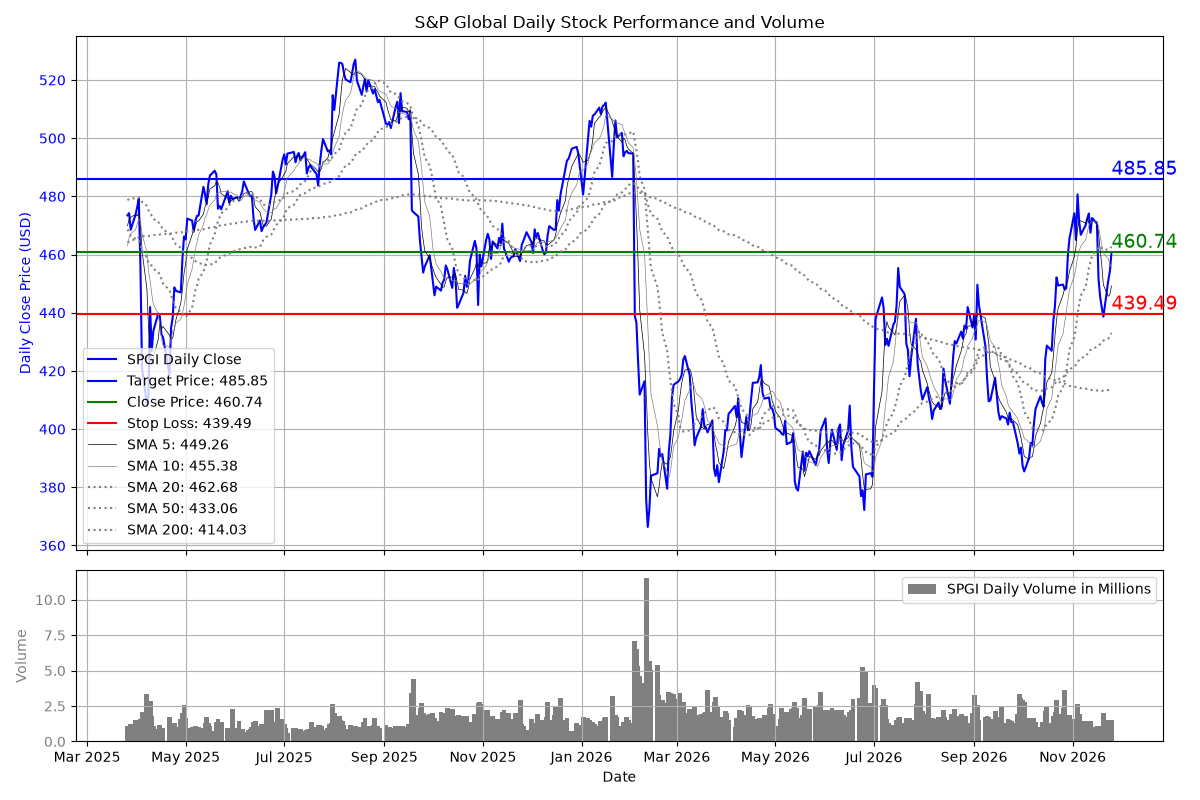 S&P Global Daily Stock Performance and Volume
Daily Close Price (USD)
520
500
480
460
440
420
400
380
360
485.85
460.74
439.49
SPGI Daily Close
Target Price: 485.85
Close Price: 460.74
Stop Loss: 439.49
SMA 5: 449.26
SMA 10: 455.38
SMA 20: 462.68
SMA 50: 433.06
SMA 200: 414.03
Volume
10.0
7.5
5.0
2.5
0.0
SPGI Daily Volume in Millions
Mar 2025 May 2025 Jul 2025 Sep 2025 Nov 2025 Jan 2026 Mar 2026 May 2026 Jul 2026 Sep 2026 Nov 2026
Date